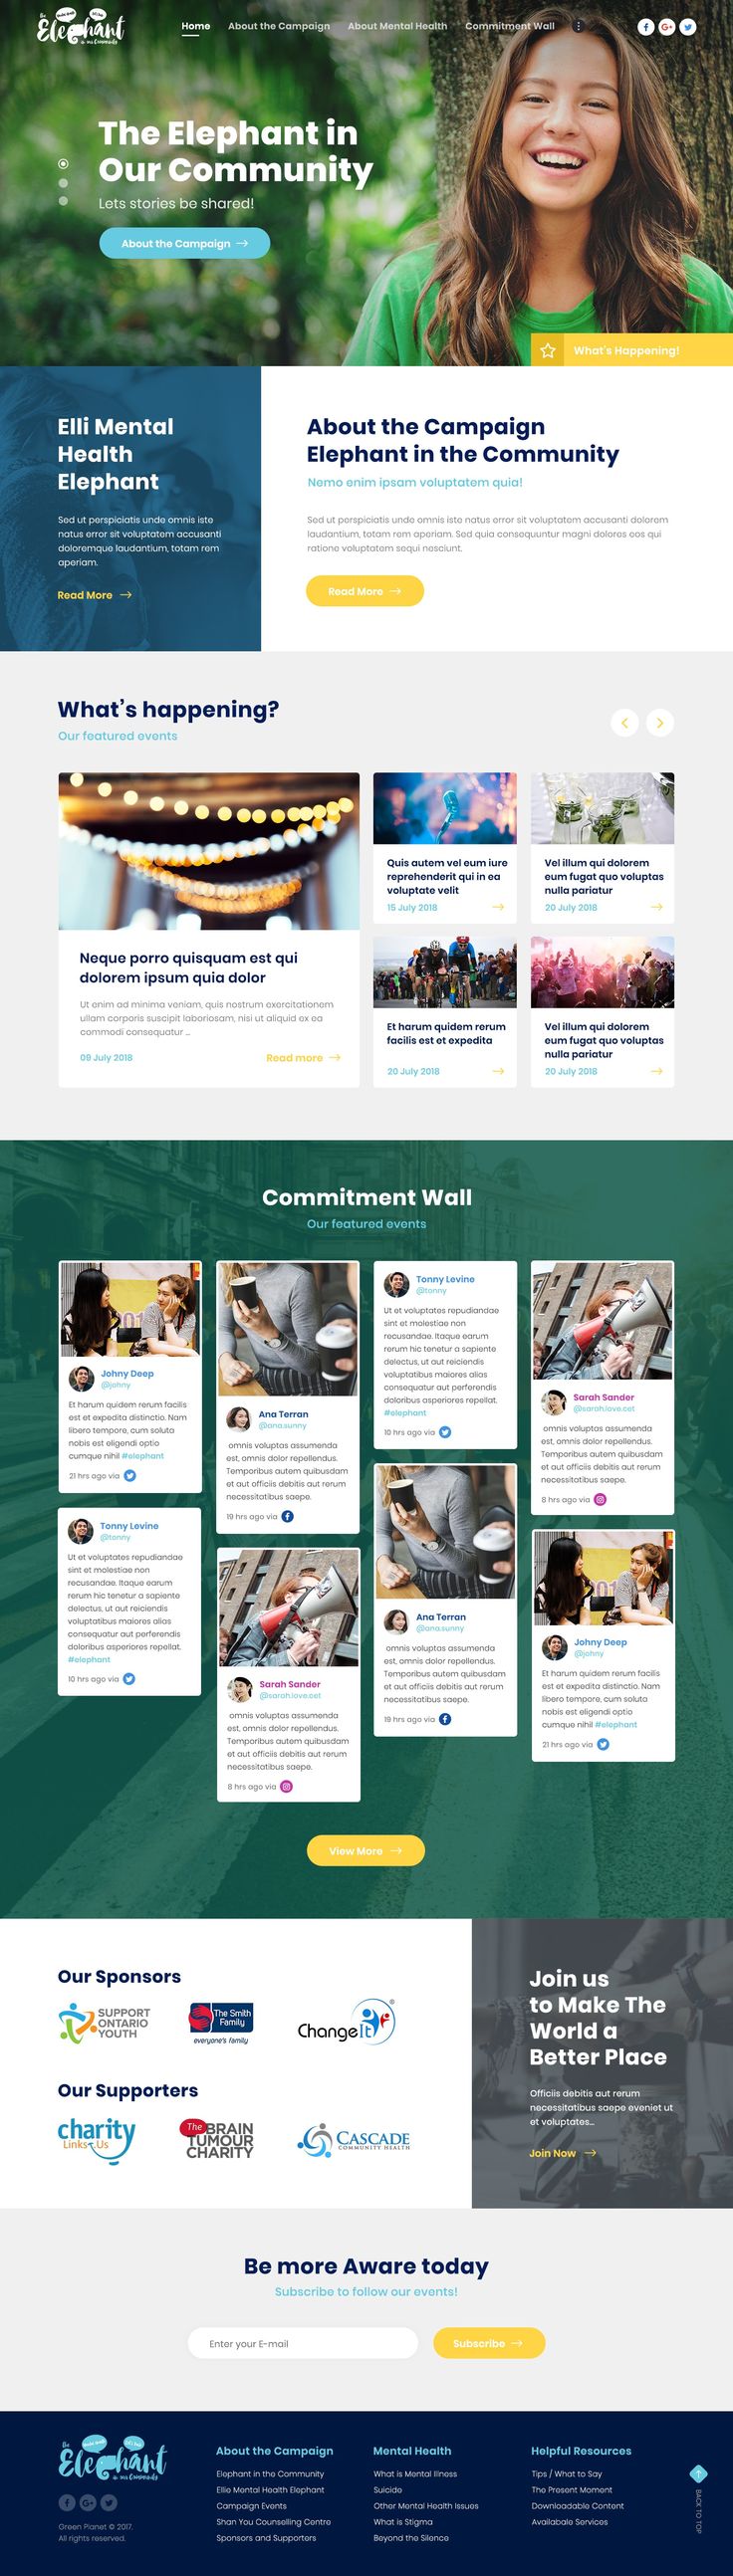 the Elephant
in our Community
Home About the Campaign About Mental Health Commitment Wall
The Elephant in
Our Community
Lets stories be shared!
About the Campaign
What's Happening!
Elli Mental
Health
Elephant
Sed ut perspiciatis unde omnis iste
natus error sit voluptatem accusanti
doloremque laudantium, totam rem
aperiam.
Read More
About the Campaign
Elephant in the Community
Nemo enim ipsam voluptatem quia!
Sed ut perspiciatis unde omnis iste natus error sit voluptatem accusanti dolorem
laudantium, totam rem aperiam. Sed quia consequuntur magni dolores eos qui
ratione voluptatem sequi nesciunt.
Read More
What's happening?
Our featured events
Neque porro quisquam est qui
dolorem ipsum quia dolor
Ut enim ad minima veniam, quis nostrum exercitationem
ullam corporis suscipit laboriosam, nisi ut aliquid ex ea
commodi consequatur ...
09 July 2018 Read more
Quis autem vel eum iure
reprehenderit qui in ea
voluptate velit
15 July 2018
Vel illum qui dolorem
eum fugat quo voluptas
nulla pariatur
20 July 2018
Et harum quidem rerum
facilis est et expedita
20 July 2018
Vel illum qui dolorem
eum fugat quo voluptas
nulla pariatur
20 July 2018
Commitment Wall
Our featured events
Johny Deep
@johny
Et harum quidem rerum facilis
est et expedita distinctio. Nam
libero tempore, cum soluta
nobis est eligendi optio
cumque nihil #elephant
21 hrs ago via
Tonny Levine
@tonny
Ut et voluptates repudiandae
sint et molestiae non
recusandae. Itaque earum
rerum hic tenetur a sapiente
delectus, ut aut reiciendis
voluptatibus maiores alias
consequatur aut perferendis
doloribus asperiores repellat.
#elephant
10 hrs ago via
Ana Terran
@ana.sunny
omnis voluptas assumenda
est, omnis dolor repellendus.
Temporibus autem quibusdam
et aut officiis debitis aut rerum
necessitatibus saepe.
19 hrs ago via
Sarah Sander
@sarah.love.cat
omnis voluptas assumenda
est, omnis dolor repellendus.
Temporibus autem quibusdam
et aut officiis debitis aut rerum
necessitatibus saepe.
8 hrs ago via
Tonny Levine
@tonny
Ut et voluptates repudiandae
sint et molestiae non
recusandae. Itaque earum
rerum hic tenetur a sapiente
delectus, ut aut reiciendis
voluptatibus maiores alias
consequatur aut perferendis
doloribus asperiores repellat.
#elephant
10 hrs ago via
Ana Terran
@ana.sunny
omnis voluptas assumenda
est, omnis dolor repellendus.
Temporibus autem quibusdam
et aut officiis debitis aut rerum
necessitatibus saepe.
19 hrs ago via
Sarah Sander
@sarah.love.cat
omnis voluptas assumenda
est, omnis dolor repellendus.
Temporibus autem quibusdam
et aut officiis debitis aut rerum
necessitatibus saepe.
8 hrs ago via
Johny Deep
@johny
Et harum quidem rerum facilis
est et expedita distinctio. Nam
libero tempore, cum soluta
nobis est eligendi optio
cumque nihil #elephant
21 hrs ago via
View More
Our Sponsors
SUPPORT
ONTARIO
YOUTH
The Smith
Family
everyone's family
ChangeIt
Our Supporters
charity
Links Us
The BRAIN
TUMOUR
CHARITY
CASCADE
COMMUNITY HEALTH
Join us
to Make The
World a
Better Place
Officiis debitis aut rerum
necessitatibus saepe eveniet ut
et voluptates...
Join Now
Be more Aware today
Subscribe to follow our events!
Enter your E-mail
Subscribe
the Elephant
in our Community
Green Planet © 2017.
All rights reserved.
About the Campaign
Elephant in the Community
Ellie Mental Health Elephant
Campaign Events
Shan You Counselling Centre
Sponsors and Supporters
Mental Health
What is Mental Illness
Suicide
Other Mental Health Issues
What is Stigma
Beyond the Silence
Helpful Resources
Tips / What to Say
The Present Moment
Downloadable Content
Availabale Services
BACK TO TOP